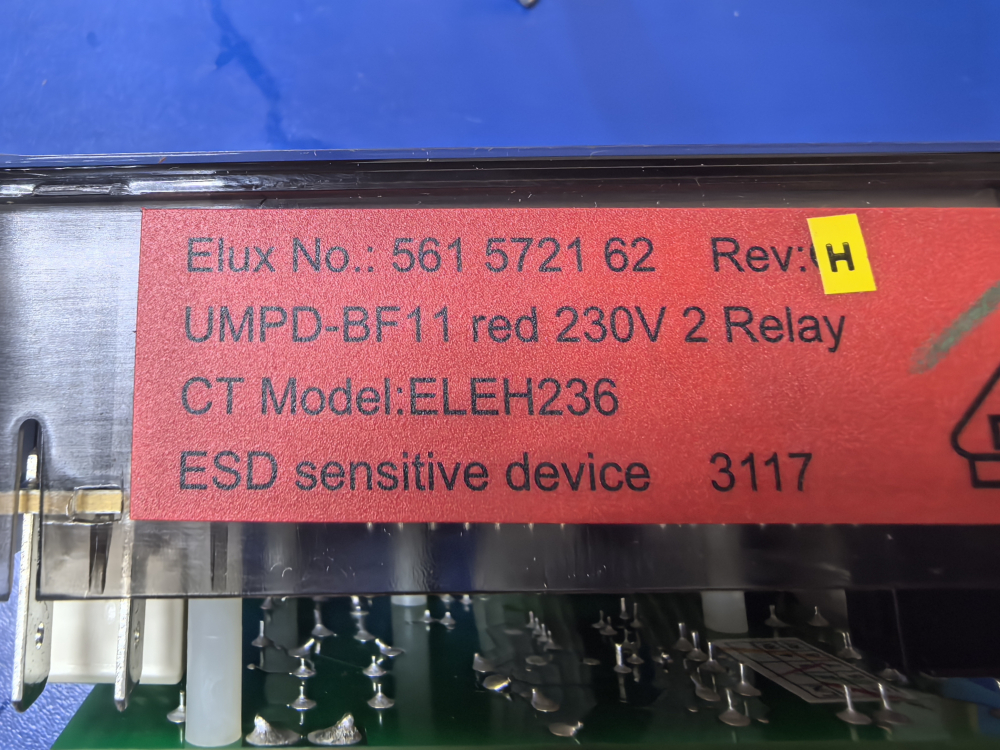 Elux No.: 561 5721 62 Rev: H
UMPD-BF11 red 230V 2 Relay
CT Model:ELEH236
ESD sensitive device 3117